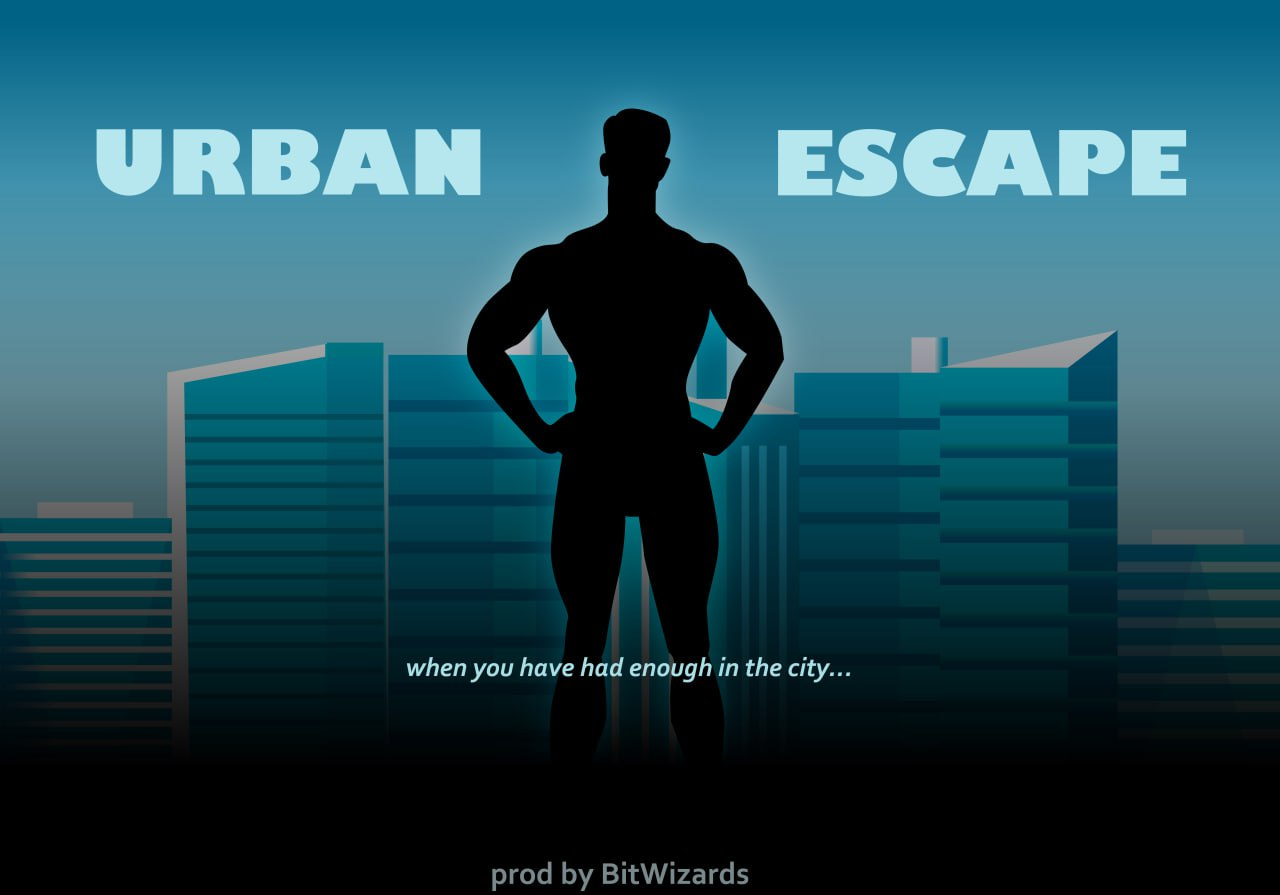 URBAN ESCAPE
when you have had enough in the city...
prod by BitWizards